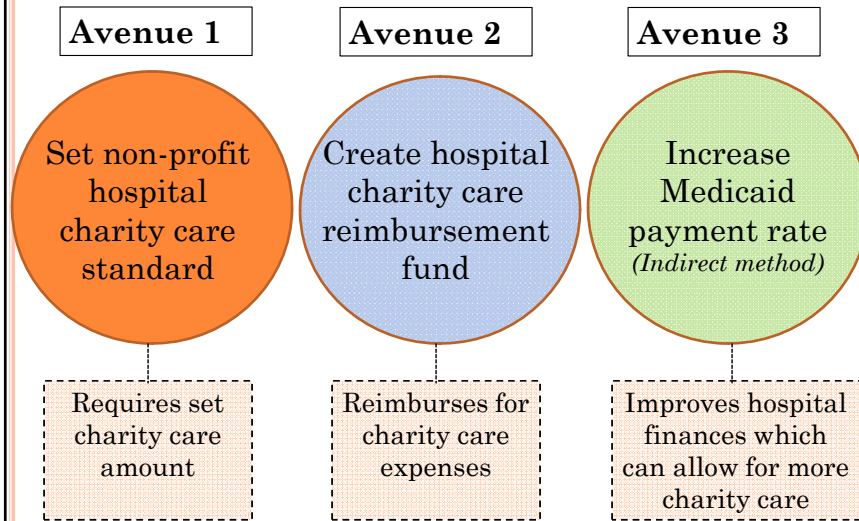 Avenue 1
Avenue 2
Avenue 3
Set non-profit
hospital
charity care
standard
Create hospital
charity care
reimbursement
fund
Increase
Medicaid
payment rate
(Indirect method)
Requires set
charity care
amount
Reimburses for
charity care
expenses
Improves hospital
finances which
can allow for more
charity care